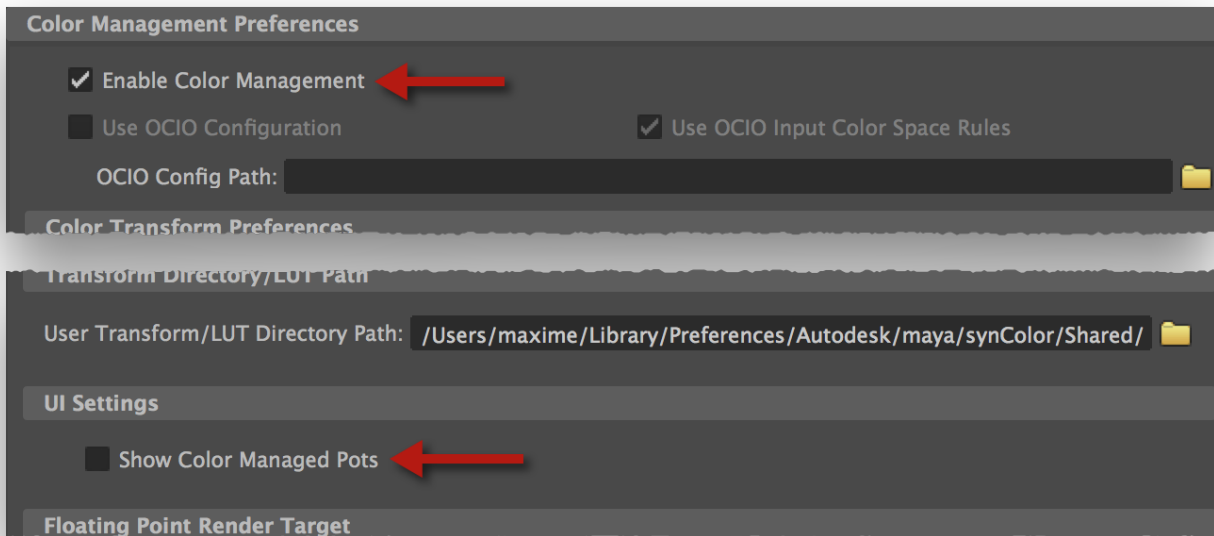 Color Management Preferences
Enable Color Management
Use OCIO Configuration Use OCIO Input Color Space Rules
OCIO Config Path:
Color Transform Preferences
Transform Directory/LUT Path
User Transform/LUT Directory Path: /Users/maxime/Library/Preferences/Autodesk/maya/synColor/Shared/
UI Settings
Show Color Managed Pots
Floating Point Render Target